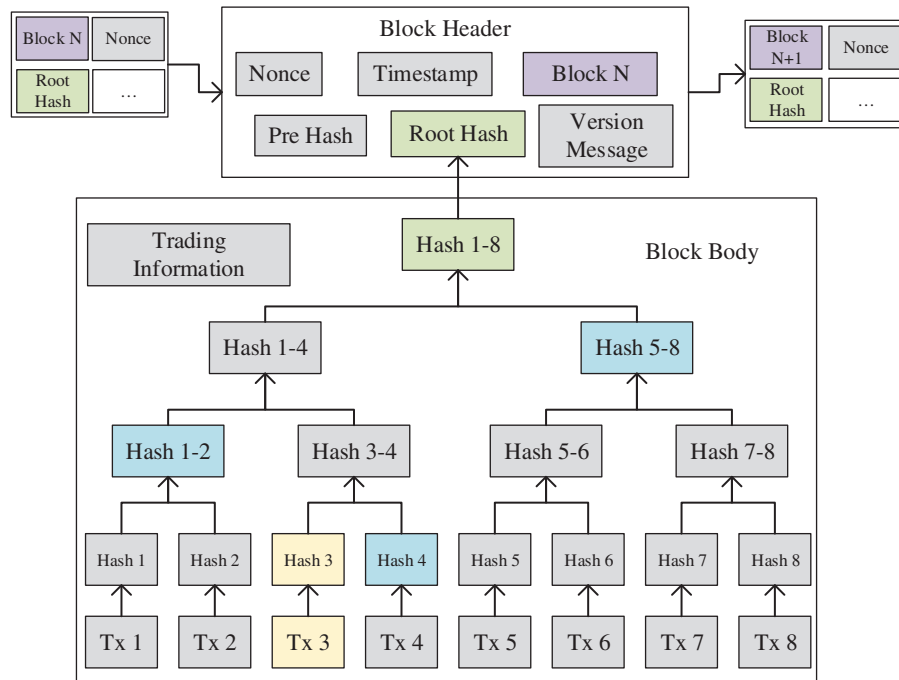 Block N
Nonce
Root
Hash
...
Block Header
Nonce
Timestamp
Block N
Pre Hash
Root Hash
Version
Message
Block
N+1
Nonce
Root
Hash
...
Trading
Information
Hash 1-8
Block Body
Hash 1-4
Hash 5-8
Hash 1-2
Hash 3-4
Hash 5-6
Hash 7-8
Hash 1
Hash 2
Hash 3
Hash 4
Hash 5
Hash 6
Hash 7
Hash 8
Tx 1
Tx 2
Tx 3
Tx 4
Tx 5
Tx 6
Tx 7
Tx 8